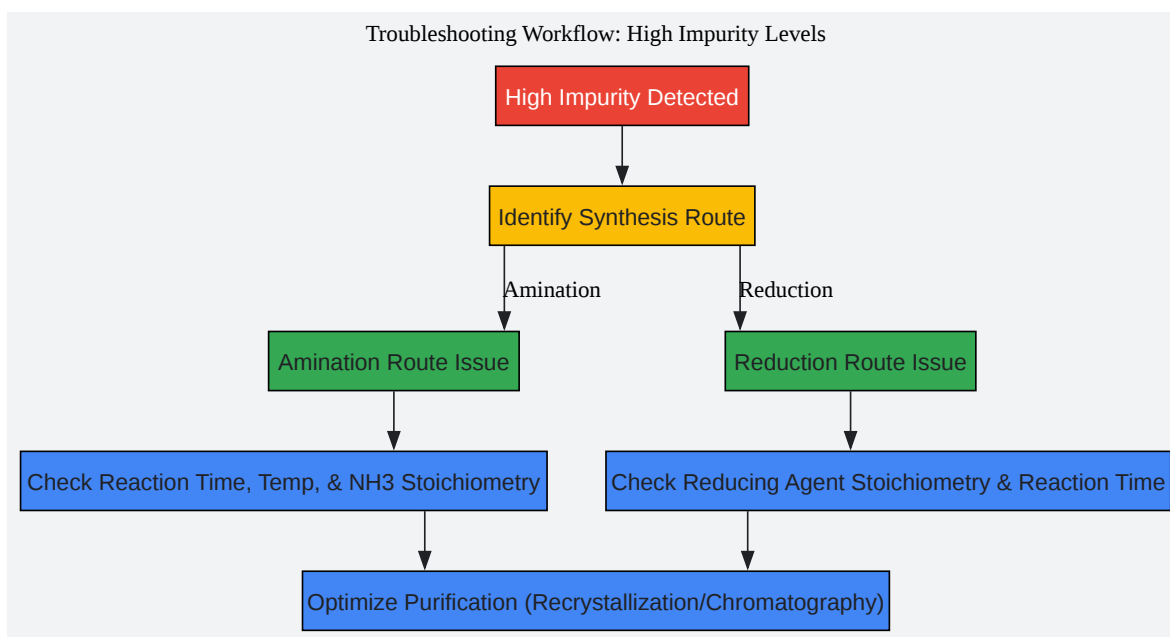 Troubleshooting Workflow: High Impurity Levels
High Impurity Detected
Identify Synthesis Route
Amination
Reduction
Amination Route Issue
Reduction Route Issue
Check Reaction Time, Temp, & NH3 Stoichiometry
Check Reducing Agent Stoichiometry & Reaction Time
Optimize Purification (Recrystallization/Chromatography)